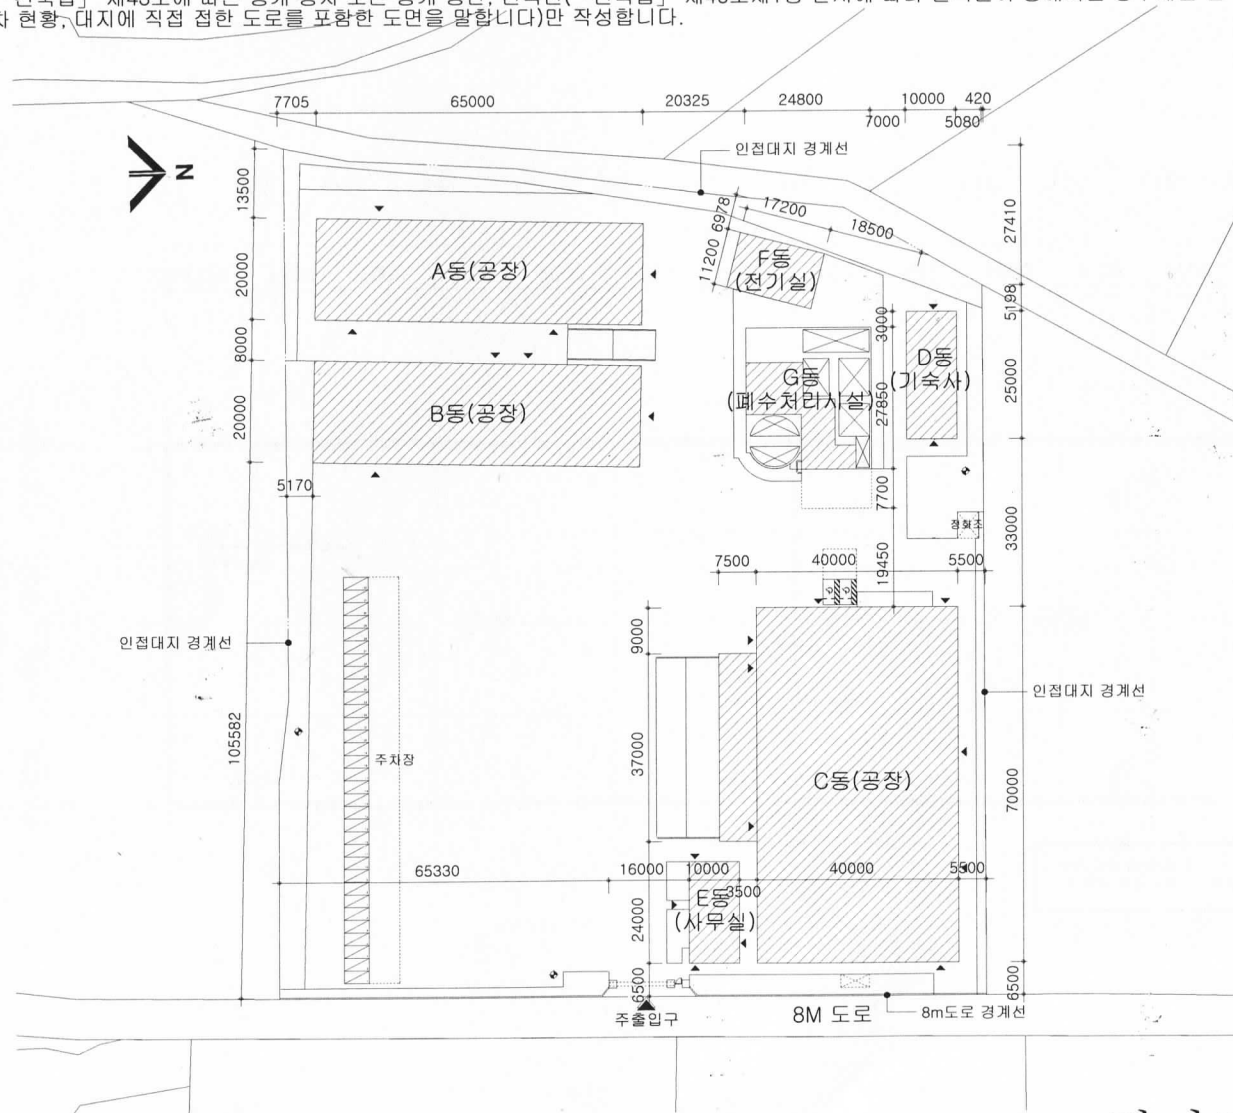 차 현황, 대지에 직접 접한 도로를 포함한 도면을 말합니다)만 작성합니다.
7705
65000
20325
24800
7000
10000
5080
420
인접대지 경계선
N
13500
20000
8000
20000
5170
105582
A동(공장)
B동(공장)
6978
17200
18500
11200
F동
(전기실)
G동
(폐수처리시설)
D동
(기숙사)
3000
27850
7700
19450
27410
5198
25000
33000
70000
6500
정화조
7500
40000
5500
인접대지 경계선
주차장
9000
37000
24000
6500
C동(공장)
인접대지 경계선
65330
16000
10000
3500
40000
5500
E동
(사무실)
주출입구
8M 도로
8m도로 경계선